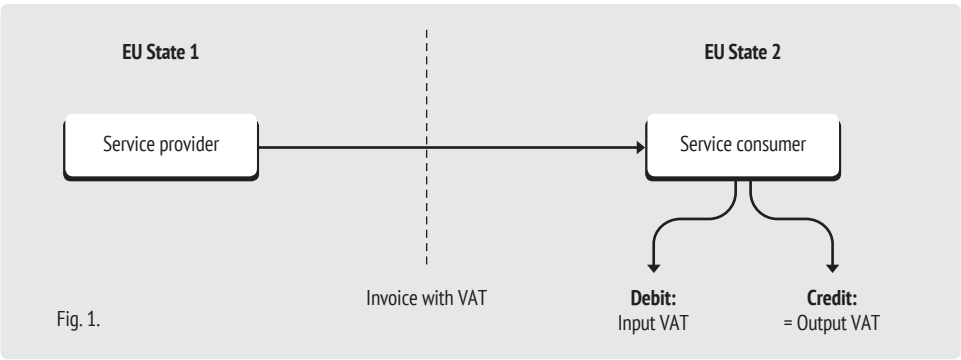 EU State 1
EU State 2
Service provider
Service consumer
Invoice with VAT
Debit:
Input VAT
Credit:
= Output VAT
Fig. 1.